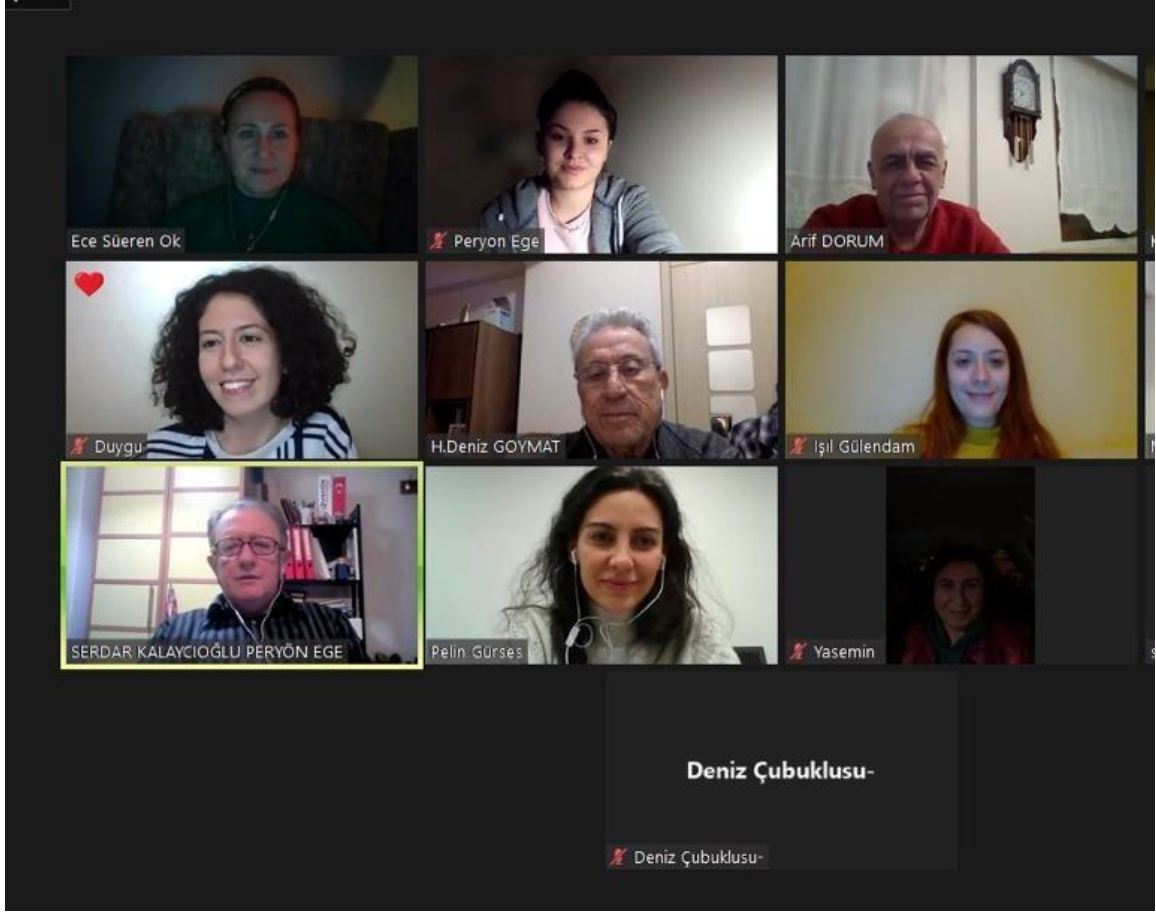 Ece Süeren Ok
Peryon Ege
Arif DORUM
Duygu
H.Deniz GOYMAT
Işıl Gülendam
SERDAR KALAYCIOĞLU PERYÖN EGE
Pelin Gürses
Yasemin
Deniz Çubuklusu-
Deniz Çubuklusu-